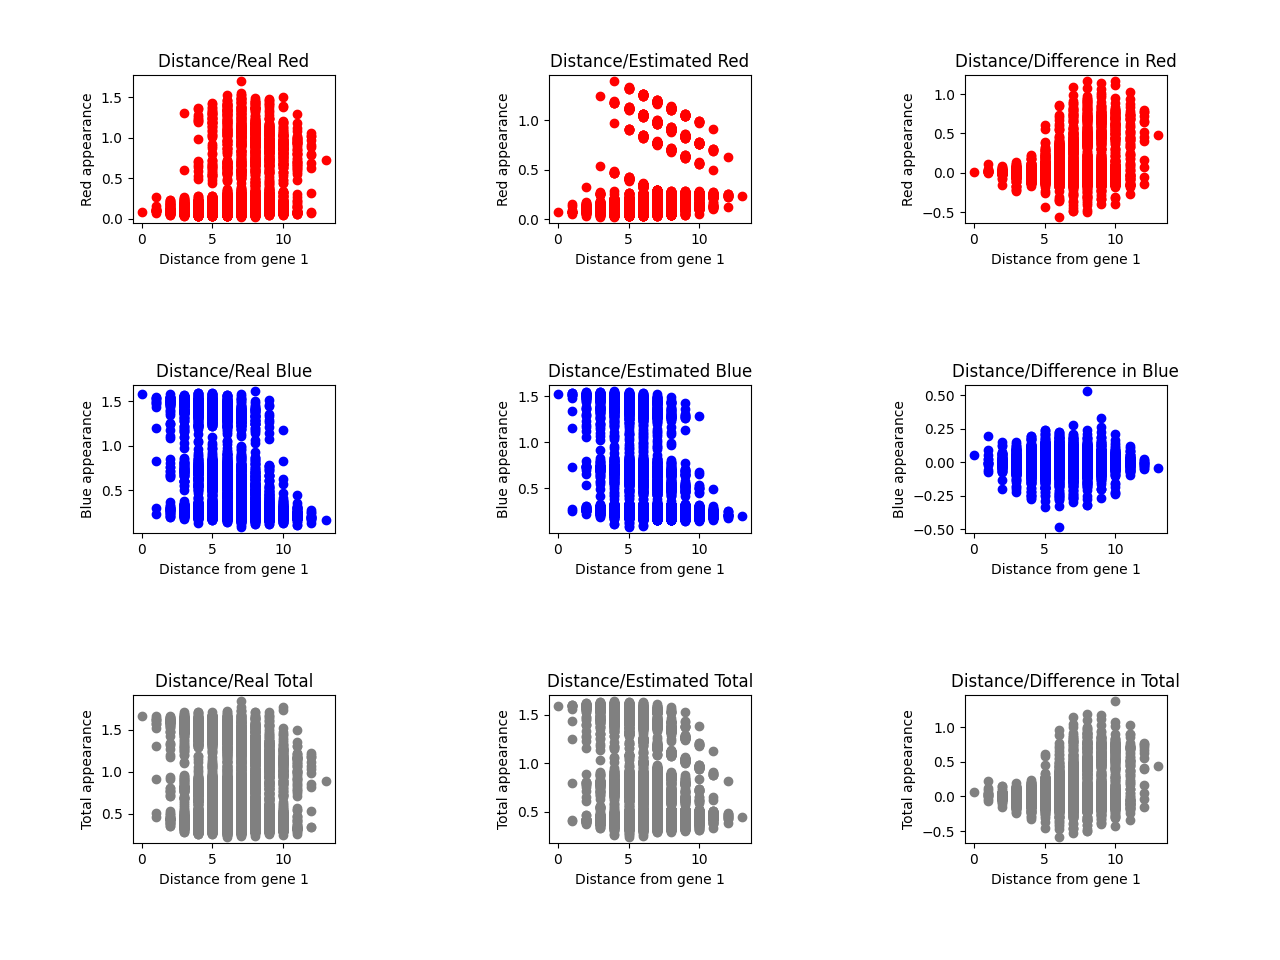 Distance/Real Red
Red appearance
1.5
1.0
0.5
0.0
0 5 10
Distance from gene 1
Distance/Estimated Red
Red appearance
1.0
0.5
0.0
0 5 10
Distance from gene 1
Distance/Difference in Red
Red appearance
1.0
0.5
0.0
−0.5
0 5 10
Distance from gene 1
Distance/Real Blue
Blue appearance
1.5
1.0
0.5
0 5 10
Distance from gene 1
Distance/Estimated Blue
Blue appearance
1.5
1.0
0.5
0 5 10
Distance from gene 1
Distance/Difference in Blue
Blue appearance
0.50
0.25
0.00
−0.25
−0.50
0 5 10
Distance from gene 1
Distance/Real Total
Total appearance
1.5
1.0
0.5
0 5 10
Distance from gene 1
Distance/Estimated Total
Total appearance
1.5
1.0
0.5
0 5 10
Distance from gene 1
Distance/Difference in Total
Total appearance
1.0
0.5
0.0
−0.5
0 5 10
Distance from gene 1